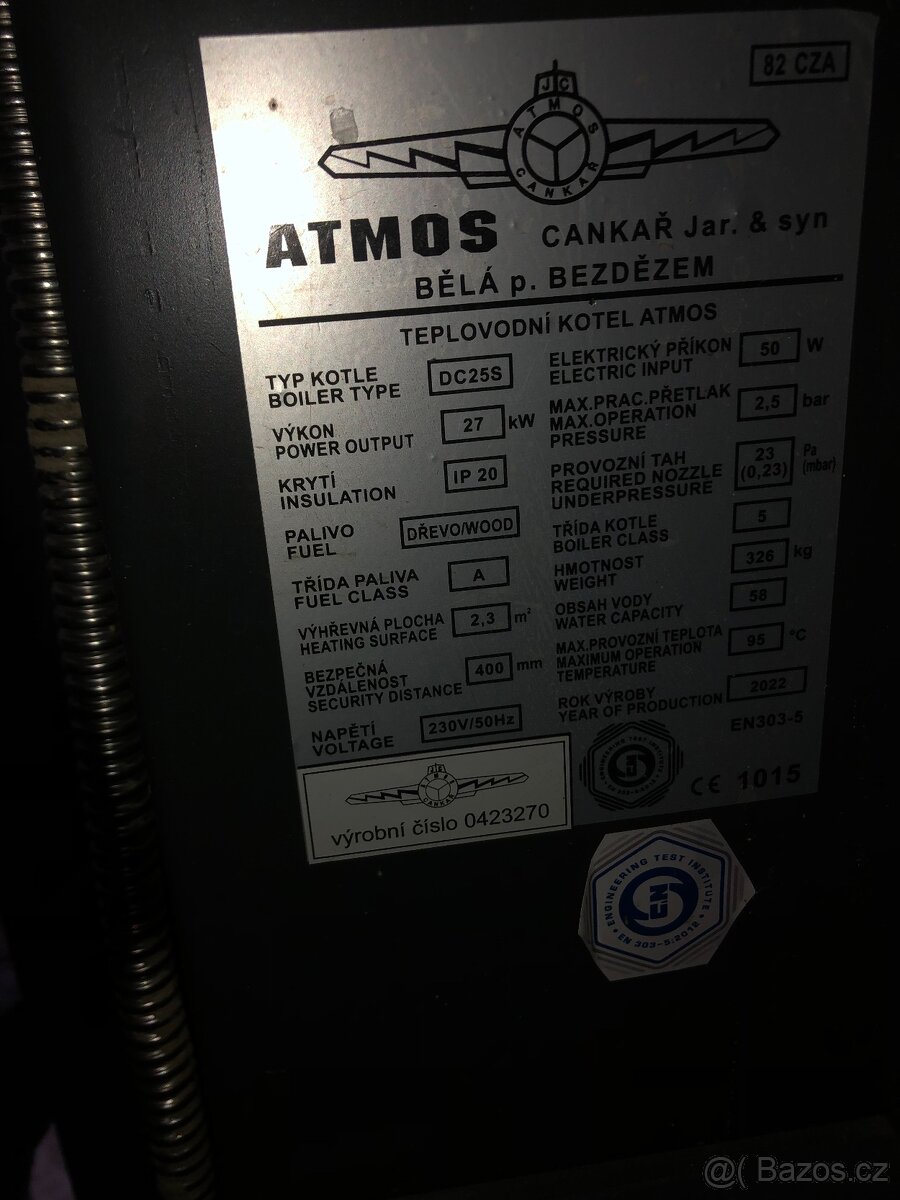 82 CZA
JC
ATMOS
CANKAŘ
ATMOS CANKAŘ Jar. & syn
BĚLÁ p. BEZDĚZEM
TEPLOVODNÍ KOTEL ATMOS
TYP KOTLE
BOILER TYPE
DC25S
VÝKON
POWER OUTPUT
27 kW
KRYTÍ
INSULATION
IP 20
PALIVO
FUEL
DŘEVO/WOOD
TŘÍDA PALIVA
FUEL CLASS
A
VÝHŘEVNÁ PLOCHA
HEATING SURFACE
2,3 m²
BEZPEČNÁ
VZDÁLENOST
SECURITY DISTANCE
400 mm
NAPĚTÍ
VOLTAGE
230V/50Hz
ELEKTRICKÝ PŘÍKON
ELECTRIC INPUT
50 W
MAX.PRAC.PŘETLAK
MAX.OPERATION
PRESSURE
2,5 bar
PROVOZNÍ TAH
REQUIRED NOZZLE
UNDERPRESSURE
23 Pa
(0,23) (mbar)
TŘÍDA KOTLE
BOILER CLASS
5
HMOTNOST
WEIGHT
326 kg
OBSAH VODY
WATER CAPACITY
58
MAX.PROVOZNÍ TEPLOTA
MAXIMUM OPERATION
TEMPERATURE
95 °C
ROK VÝROBY
YEAR OF PRODUCTION
2022
EN303-5
CE 1015
JC
ATMOS
CANKAŘ
výrobní číslo 0423270
ENGINEERING TEST INSTITUTE
ENGINEERING TEST INSTITUTE
EN 303-5:2012
@( Bazos.cz